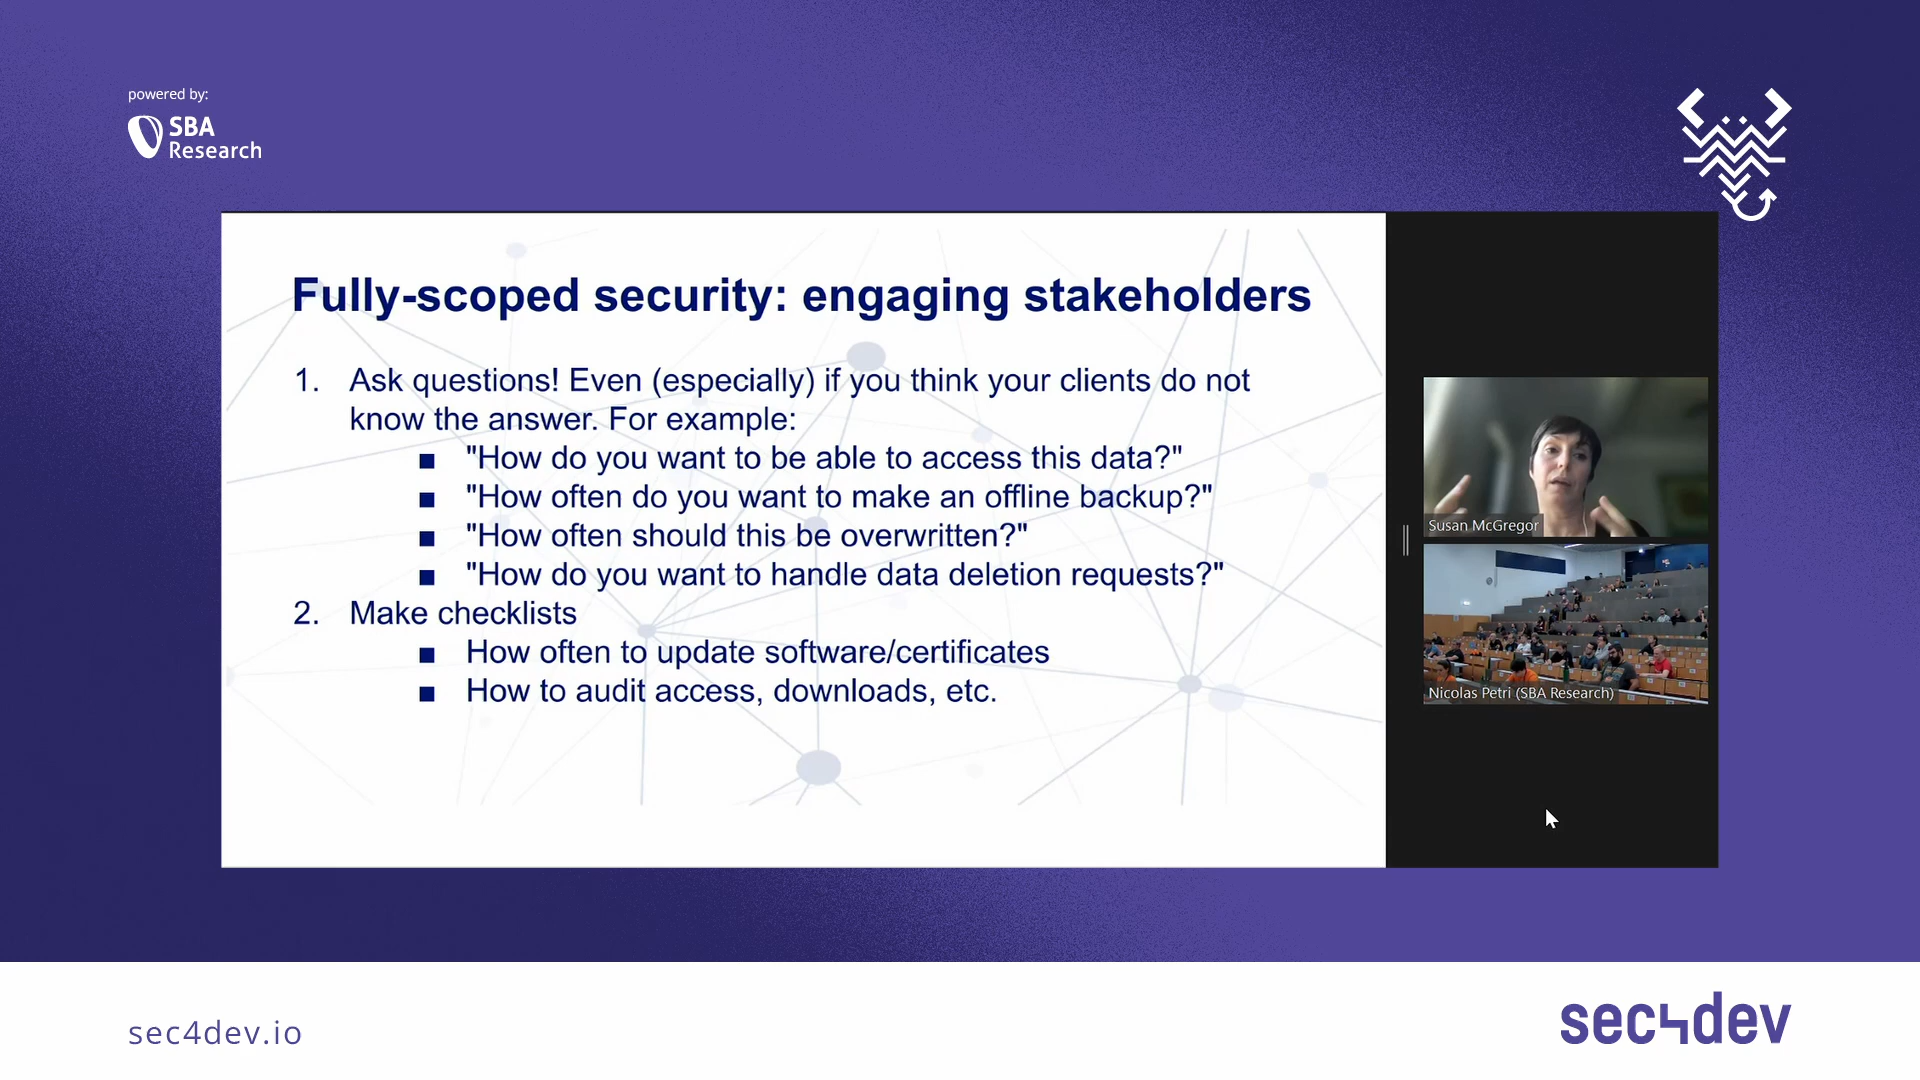 powered by:
SBA
Research
Fully-scoped security: engaging stakeholders
1. Ask questions! Even (especially) if you think your clients do not
know the answer. For example:
■ "How do you want to be able to access this data?"
■ "How often do you want to make an offline backup?"
■ "How often should this be overwritten?"
■ "How do you want to handle data deletion requests?"
2. Make checklists
■ How often to update software/certificates
■ How to audit access, downloads, etc.
Susan McGregor
Nicolas Petri (SBA Research)
sec4dev.io
sec4dev